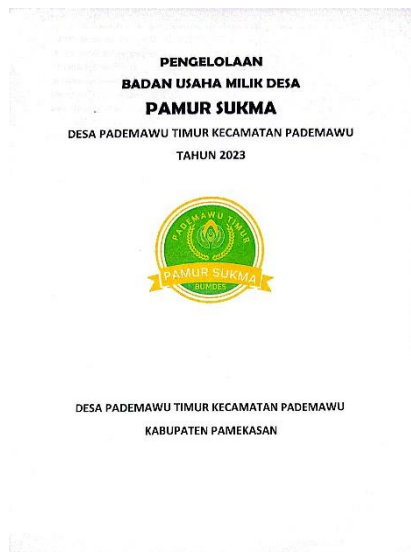 PENGELOLAAN
BADAN USAHA MILIK DESA
PAMUR SUKMA
DESA PADEMAWU TIMUR KECAMATAN PADEMAWU
TAHUN 2023
PADEMAWU TIMUR
PAMUR SUKMA
BUMDES
DESA PADEMAWU TIMUR KECAMATAN PADEMAWU
KABUPATEN PAMEKASAN